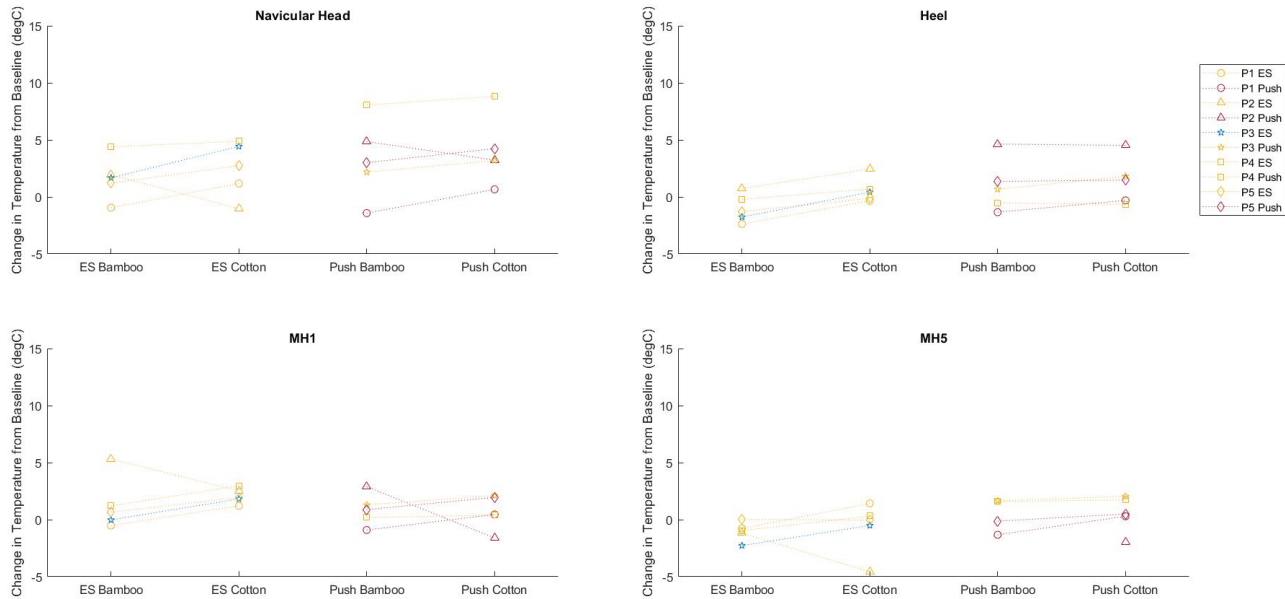 Navicular Head
Change in Temperature from Baseline (degC)
15
10
5
0
-5
ES Bamboo
ES Cotton
Push Bamboo
Push Cotton
Heel
Change in Temperature from Baseline (degC)
15
10
5
0
-5
ES Bamboo
ES Cotton
Push Bamboo
Push Cotton
P1 ES
P1 Push
P2 ES
P2 Push
P3 ES
P3 Push
P4 ES
P4 Push
P5 ES
P5 Push
MH1
Change in Temperature from Baseline (degC)
15
10
5
0
-5
ES Bamboo
ES Cotton
Push Bamboo
Push Cotton
MH5
Change in Temperature from Baseline (degC)
15
10
5
0
-5
ES Bamboo
ES Cotton
Push Bamboo
Push Cotton